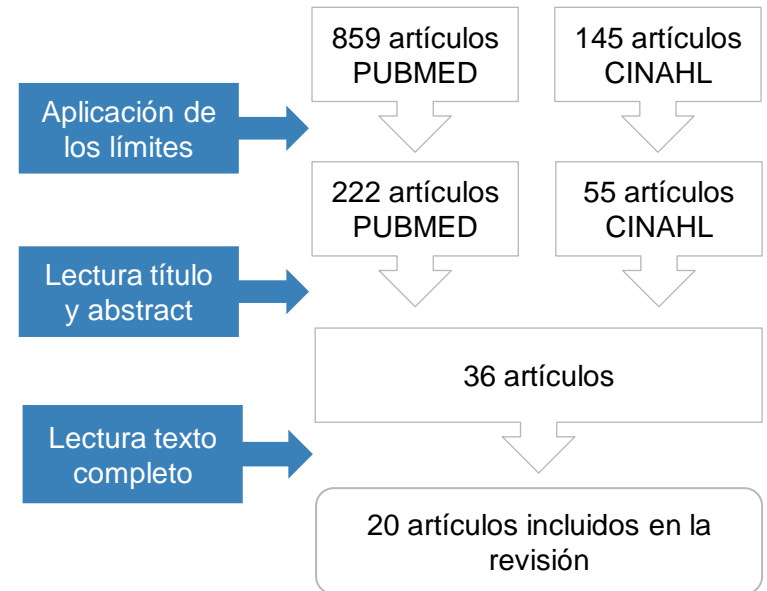 859 artículos
PUBMED
145 artículos
CINAHL
Aplicación de
los límites
222 artículos
PUBMED
55 artículos
CINAHL
Lectura título
y abstract
36 artículos
Lectura texto
completo
20 artículos incluidos en la
revisión